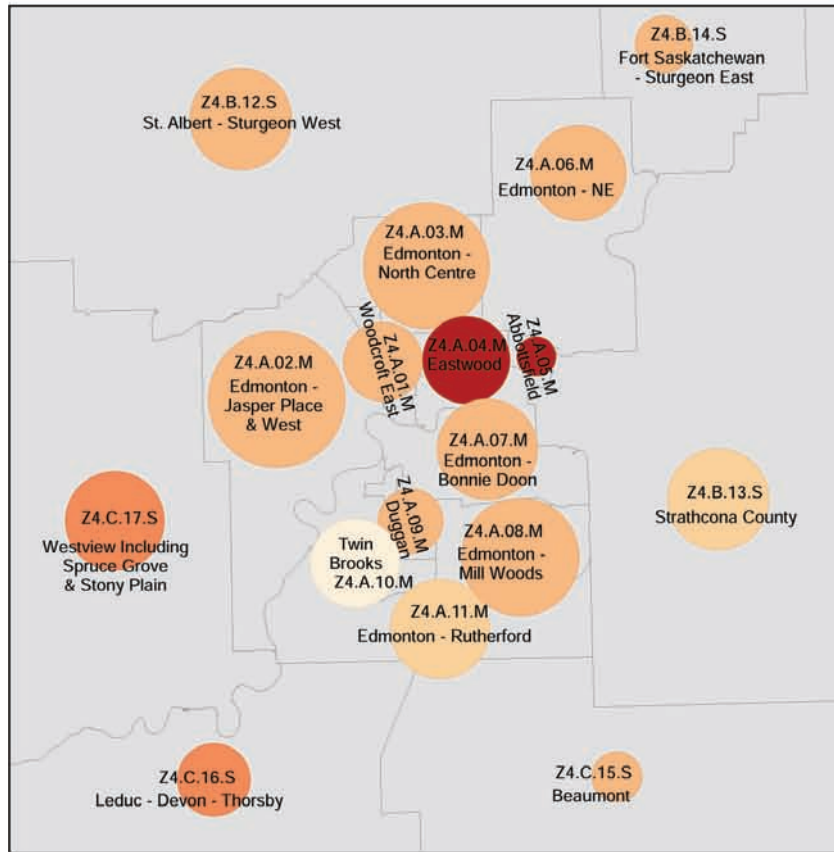 Z4.B.14.S
Fort Saskatchewan
- Sturgeon East
Z4.B.12.S
St. Albert - Sturgeon West
Z4.A.06.M
Edmonton - NE
Z4.A.03.M
Edmonton -
North Centre
Z4.A.01.M
Woodcroft East
Z4.A.04.M
Eastwood
Z4.A.05.M
Abbottsfield
Z4.A.02.M
Edmonton -
Jasper Place
& West
Z4.A.07.M
Edmonton -
Bonnie Doon
Z4.B.13.S
Strathcona County
Z4.C.17.S
Westview Including
Spruce Grove
& Stony Plain
Z4.A.09.M
Duggan
Twin
Brooks
Z4.A.10.M
Z4.A.08.M
Edmonton -
Mill Woods
Z4.A.11.M
Edmonton - Rutherford
Z4.C.16.S
Leduc - Devon - Thorsby
Z4.C.15.S
Beaumont